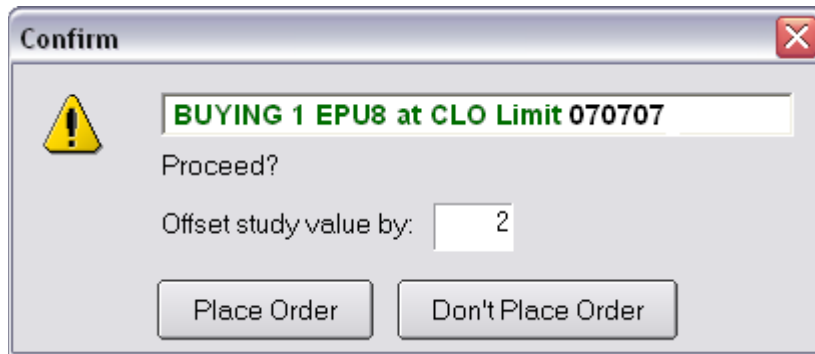 Confirm
BUYING 1 EPU8 at CLO Limit 070707
Proceed?
Offset study value by: 2
Place Order Don't Place Order